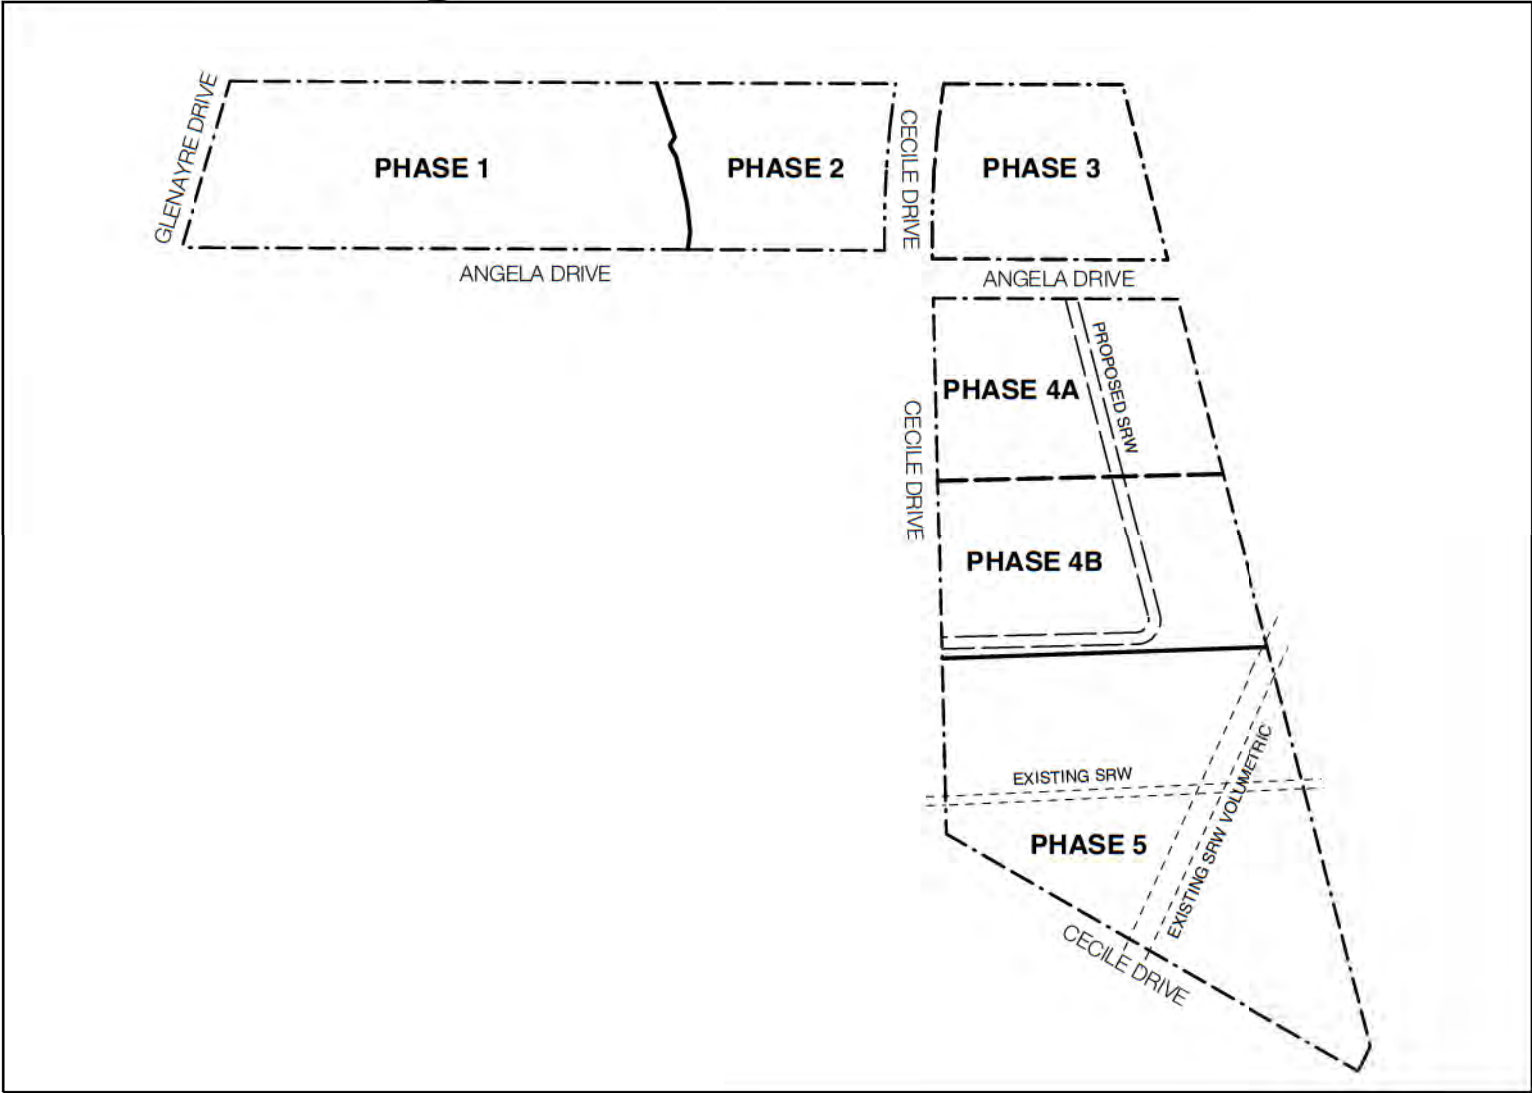 GLENAYRE DRIVE
PHASE 1
PHASE 2
CECILE DRIVE
PHASE 3
ANGELA DRIVE
ANGELA DRIVE
PROPOSED SRW
PHASE 4A
CECILE DRIVE
PHASE 4B
EXISTING SRW
EXISTING SRW VOLUMETRIC
PHASE 5
CECILE DRIVE